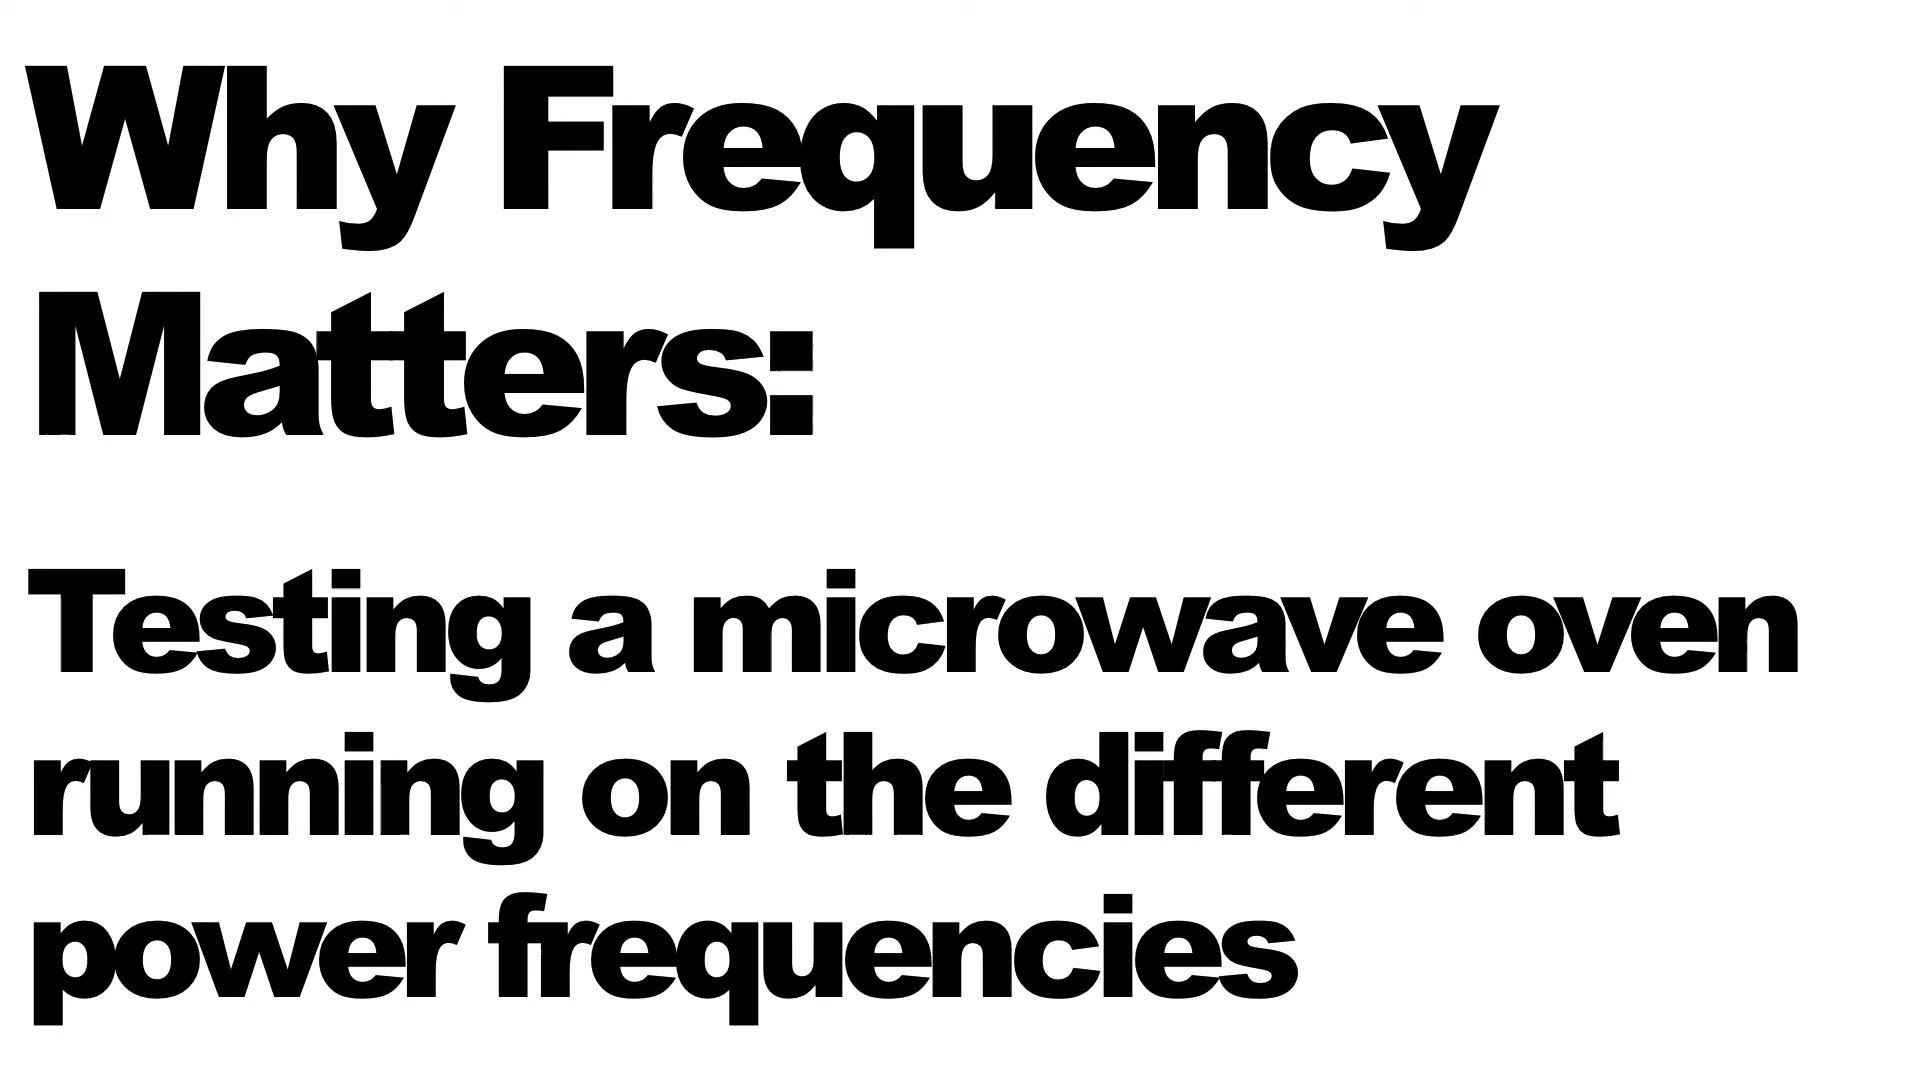 Why Frequency
Matters:
Testing a microwave oven
running on the different
power frequencies